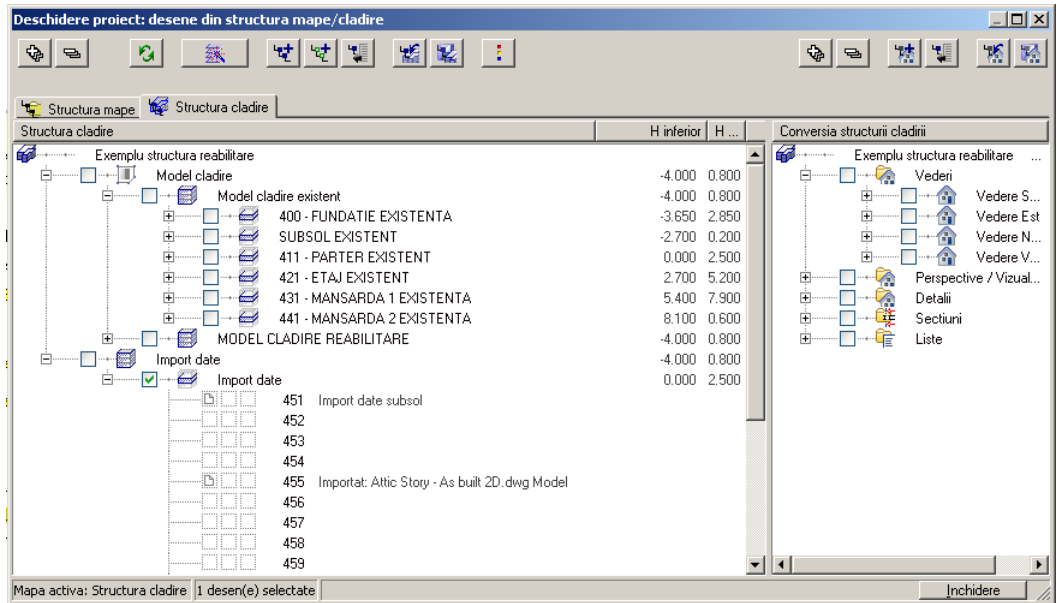 Deschidere proiect: desene din structura mape/cladire
Structura mape Structura cladire
Structura cladire H inferior H ... Conversia structurii cladirii
Exemplu structura reabilitare
Model cladire -4.000 0.800
Model cladire existent -4.000 0.800
400 - FUNDATIE EXISTENTA -3.650 2.850
SUBSOL EXISTENT -2.700 0.200
411 - PARTER EXISTENT 0.000 2.500
421 - ETAJ EXISTENT 2.700 5.200
431 - MANSARDA 1 EXISTENTA 5.400 7.900
441 - MANSARDA 2 EXISTENTA 8.100 0.600
MODEL CLADIRE REABILITARE -4.000 0.800
Import date -4.000 0.800
Import date 0.000 2.500
451 Import date subsol
452
453
454
455 Importat: Attic Story - As built 2D.dwg Model
456
457
458
459
Exemplu structura reabilitare ...
Vederi
Vedere S...
Vedere Est
Vedere N...
Vedere V...
Perspective / Vizual...
Detalii
Sectiuni
Liste
Mapa activa: Structura cladire 1 desen(e) selectate Inchidere